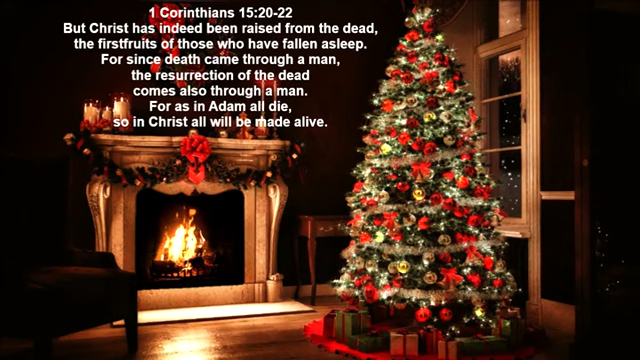 1 Corinthians 15:20-22
But Christ has indeed been raised from the dead,
the firstfruits of those who have fallen asleep.
For since death came through a man,
the resurrection of the dead
comes also through a man.
For as in Adam all die,
so in Christ all will be made alive.